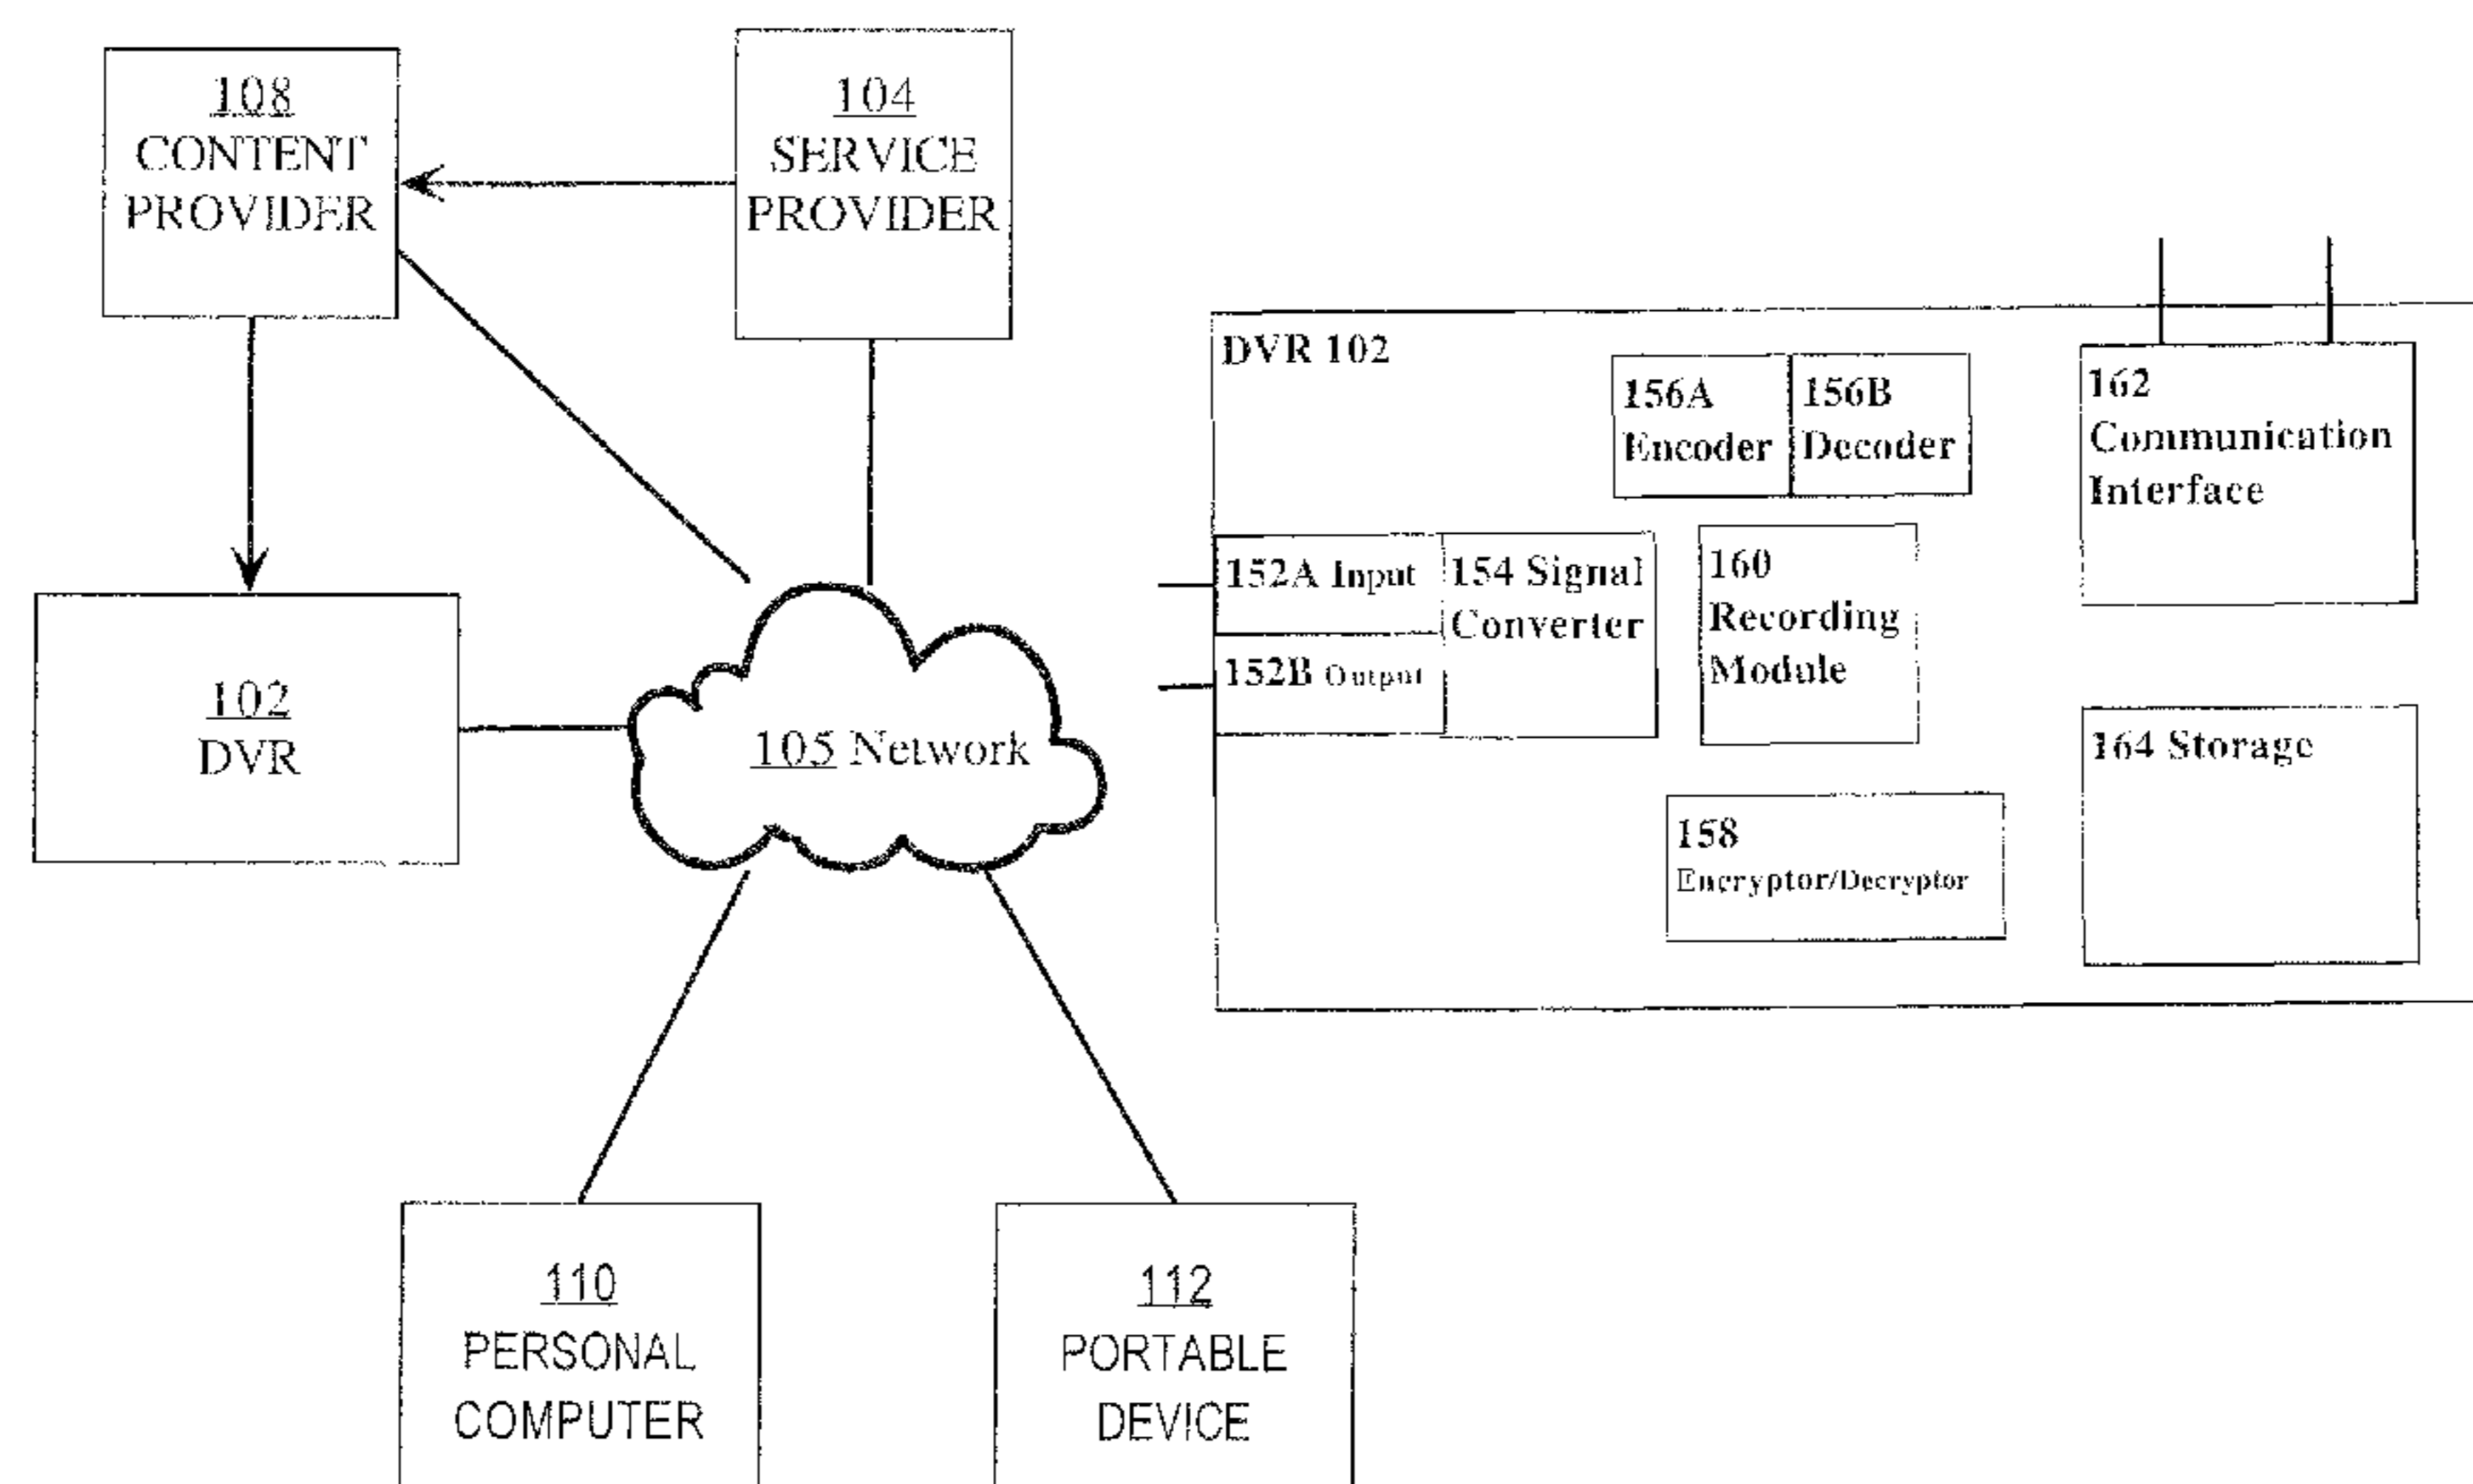 108
CONTENT
PROVIDER
104
SERVICE
PROVIDER
102
DVR
105 Network
110
PERSONAL
COMPUTER
112
PORTABLE
DEVICE
DVR 102
156A
Encoder
156B
Decoder
162
Communication
Interface
152A Input
152B Output
154 Signal
Converter
160
Recording
Module
158
Encryptor/Decryptor
164 Storage